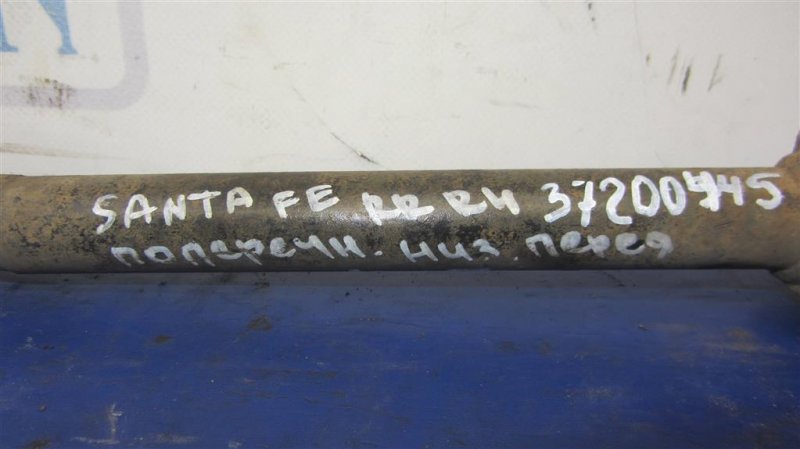 SANTA FE RR RH 37200445
поперечн. низ. перед